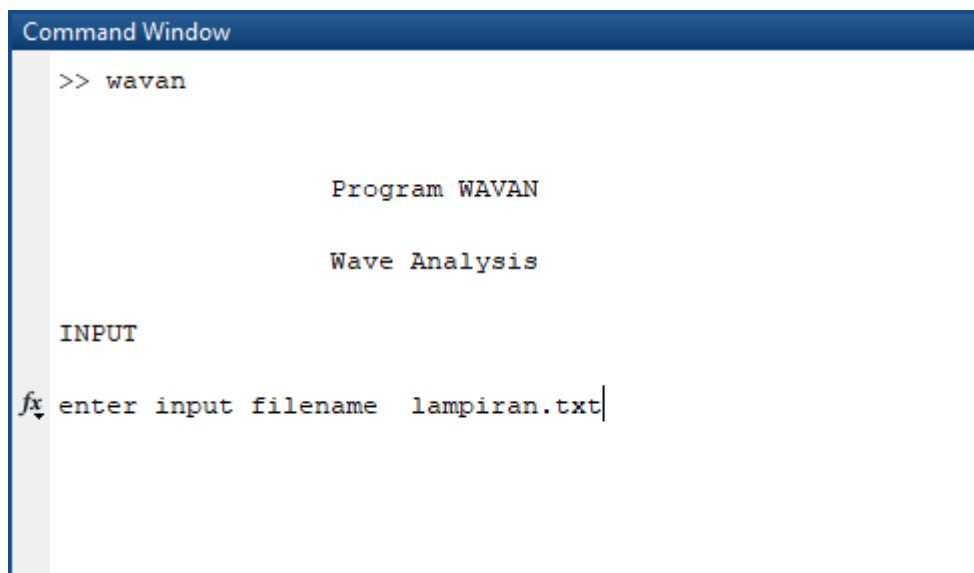 Command Window
>> wavan
Program WAVAN
Wave Analysis
INPUT
fx enter input filename  lampiran.txt